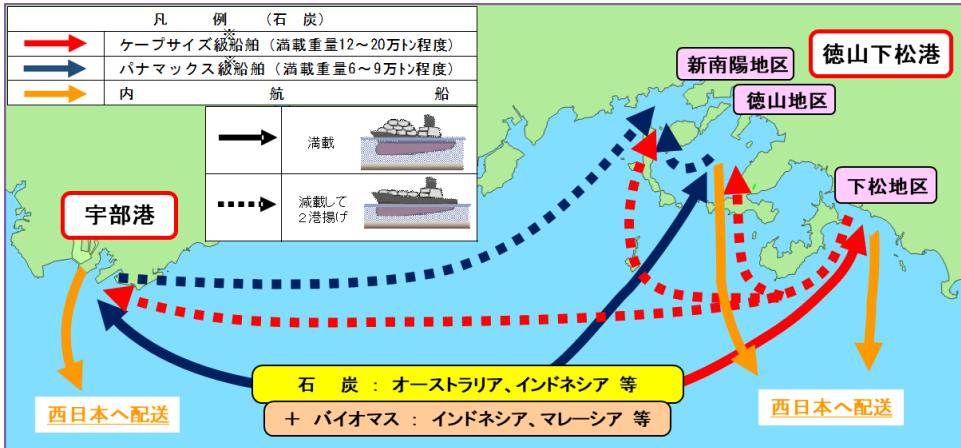 凡 例 (石 炭)
ケープサイズ級船舶※(満載重量12～20万トン程度)
パナマックス級船舶※(満載重量6～9万トン程度)
内 航 船
満載
減載して
2港揚げ
徳山下松港
新南陽地区
徳山地区
下松地区
宇部港
石 炭 : オーストラリア、インドネシア 等
+ バイオマス : インドネシア、マレーシア 等
西日本へ配送
西日本へ配送